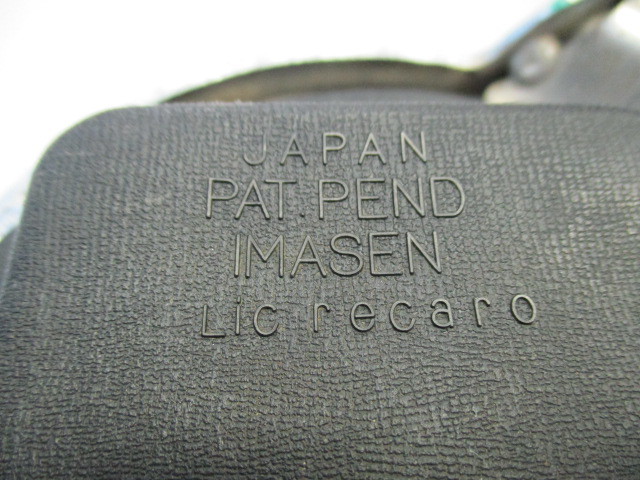 JAPAN
PAT.PEND
IMASEN
Lic recaro